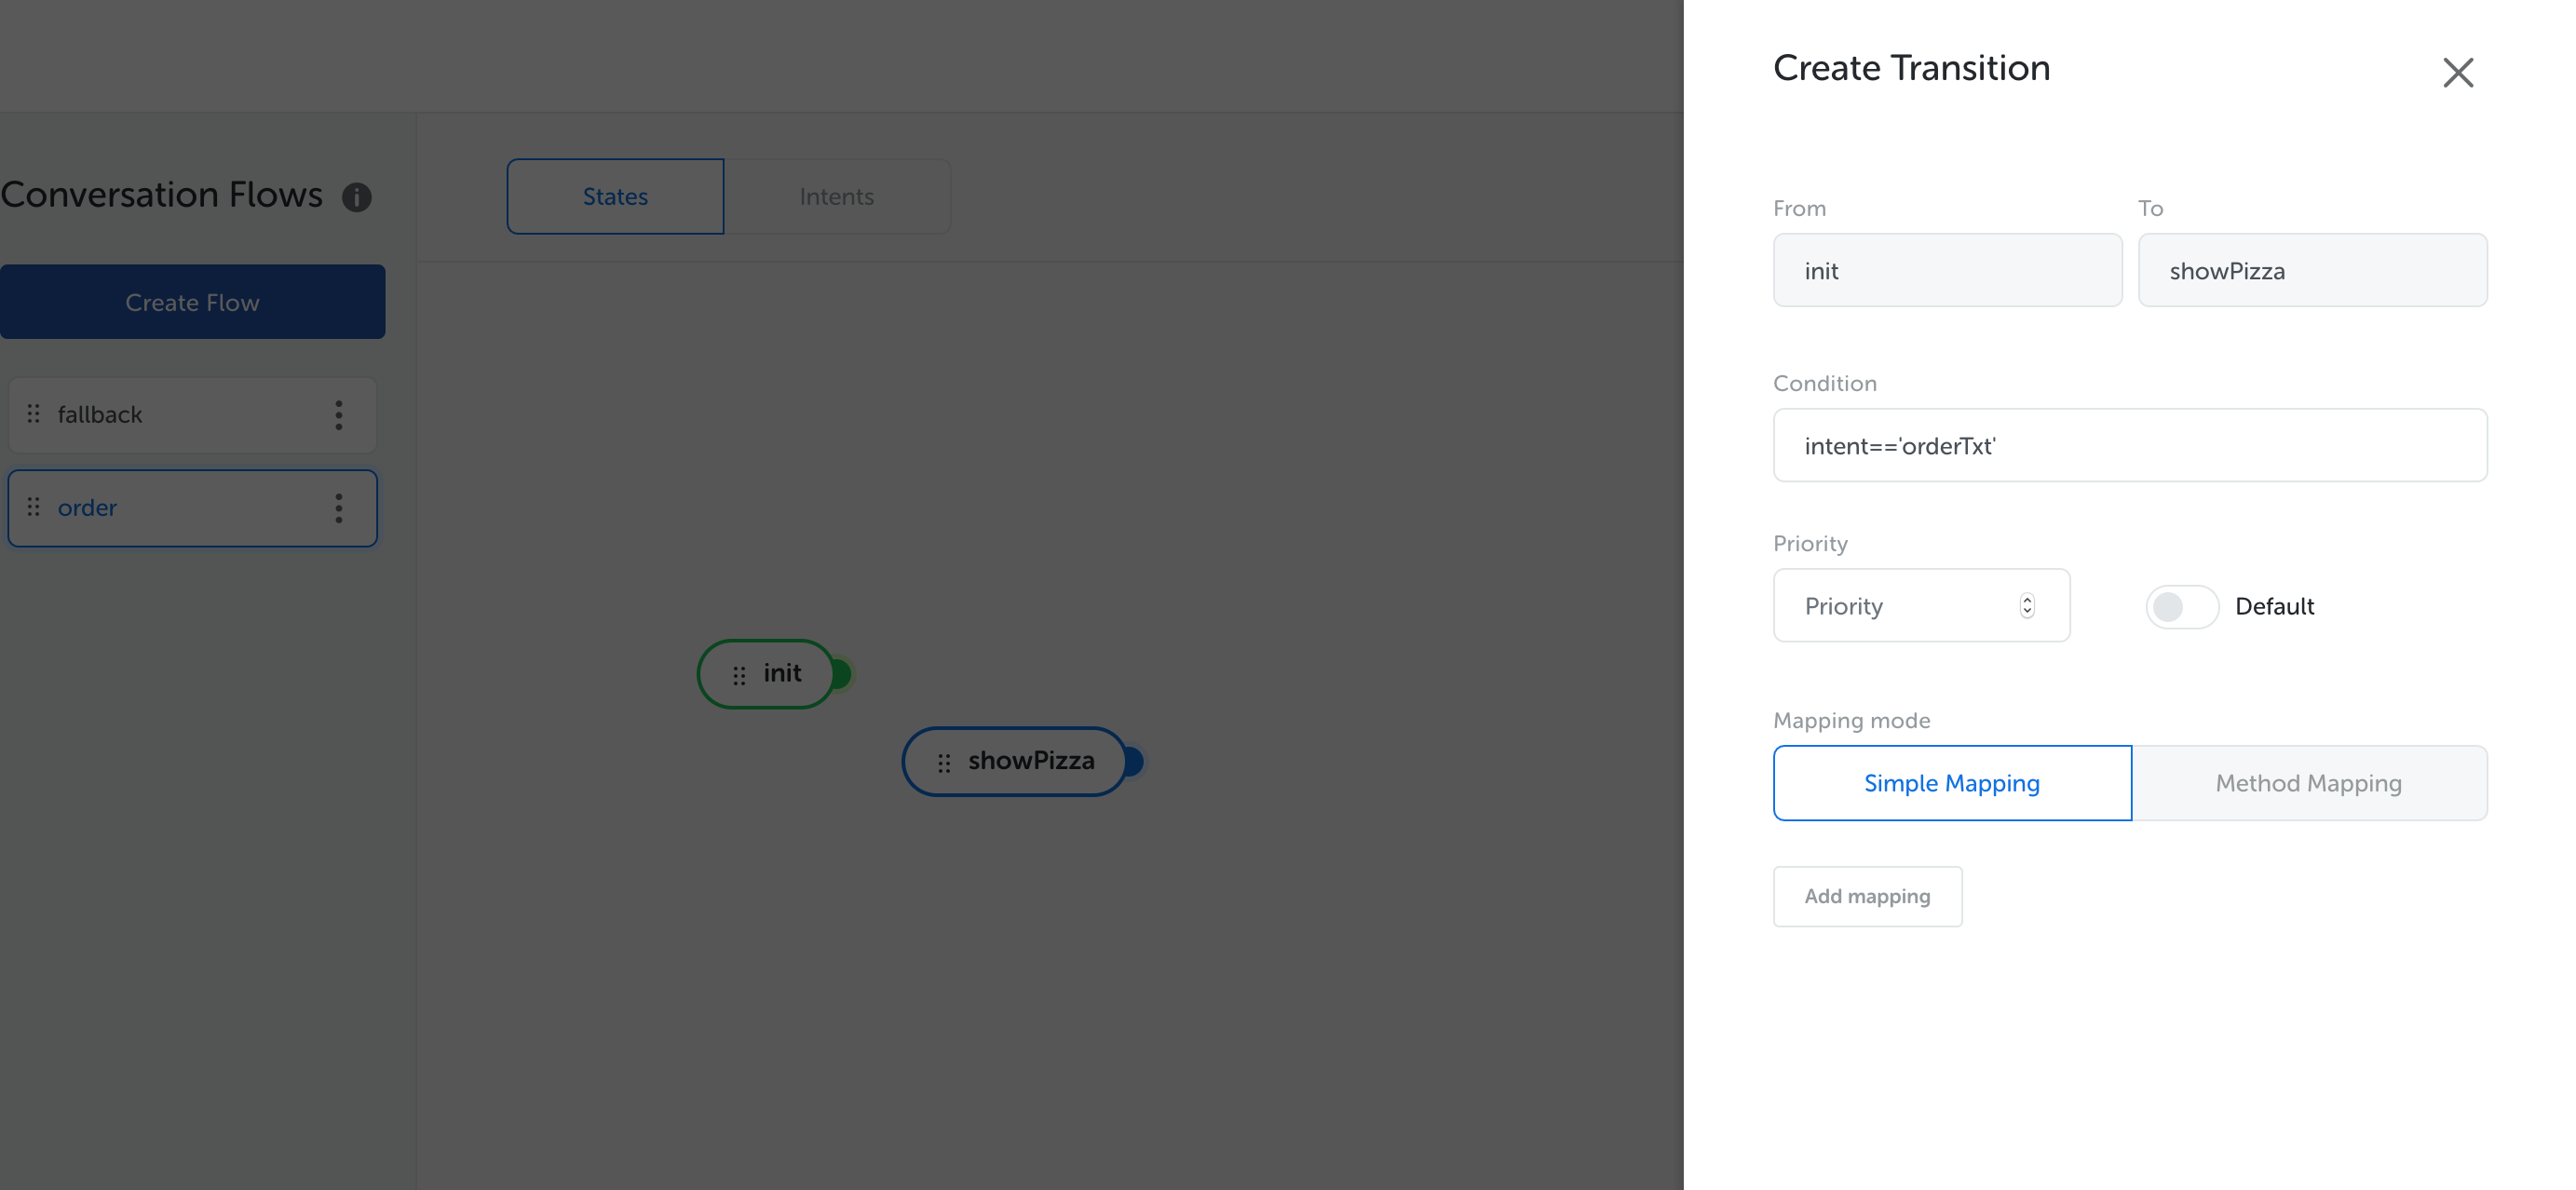 Conversation Flows
Create Flow
fallback
order
States
Intents
init
showPizza
Create Transition
From
To
init
showPizza
Condition
intent=='orderTxt'
Priority
Priority
Default
Mapping mode
Simple Mapping
Method Mapping
Add mapping